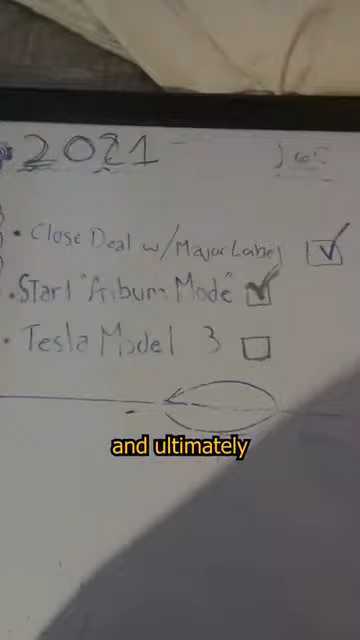 2021
• Close Deal w/ Major Label
• Start "Album Mode"
• Tesla Model 3
and ultimately